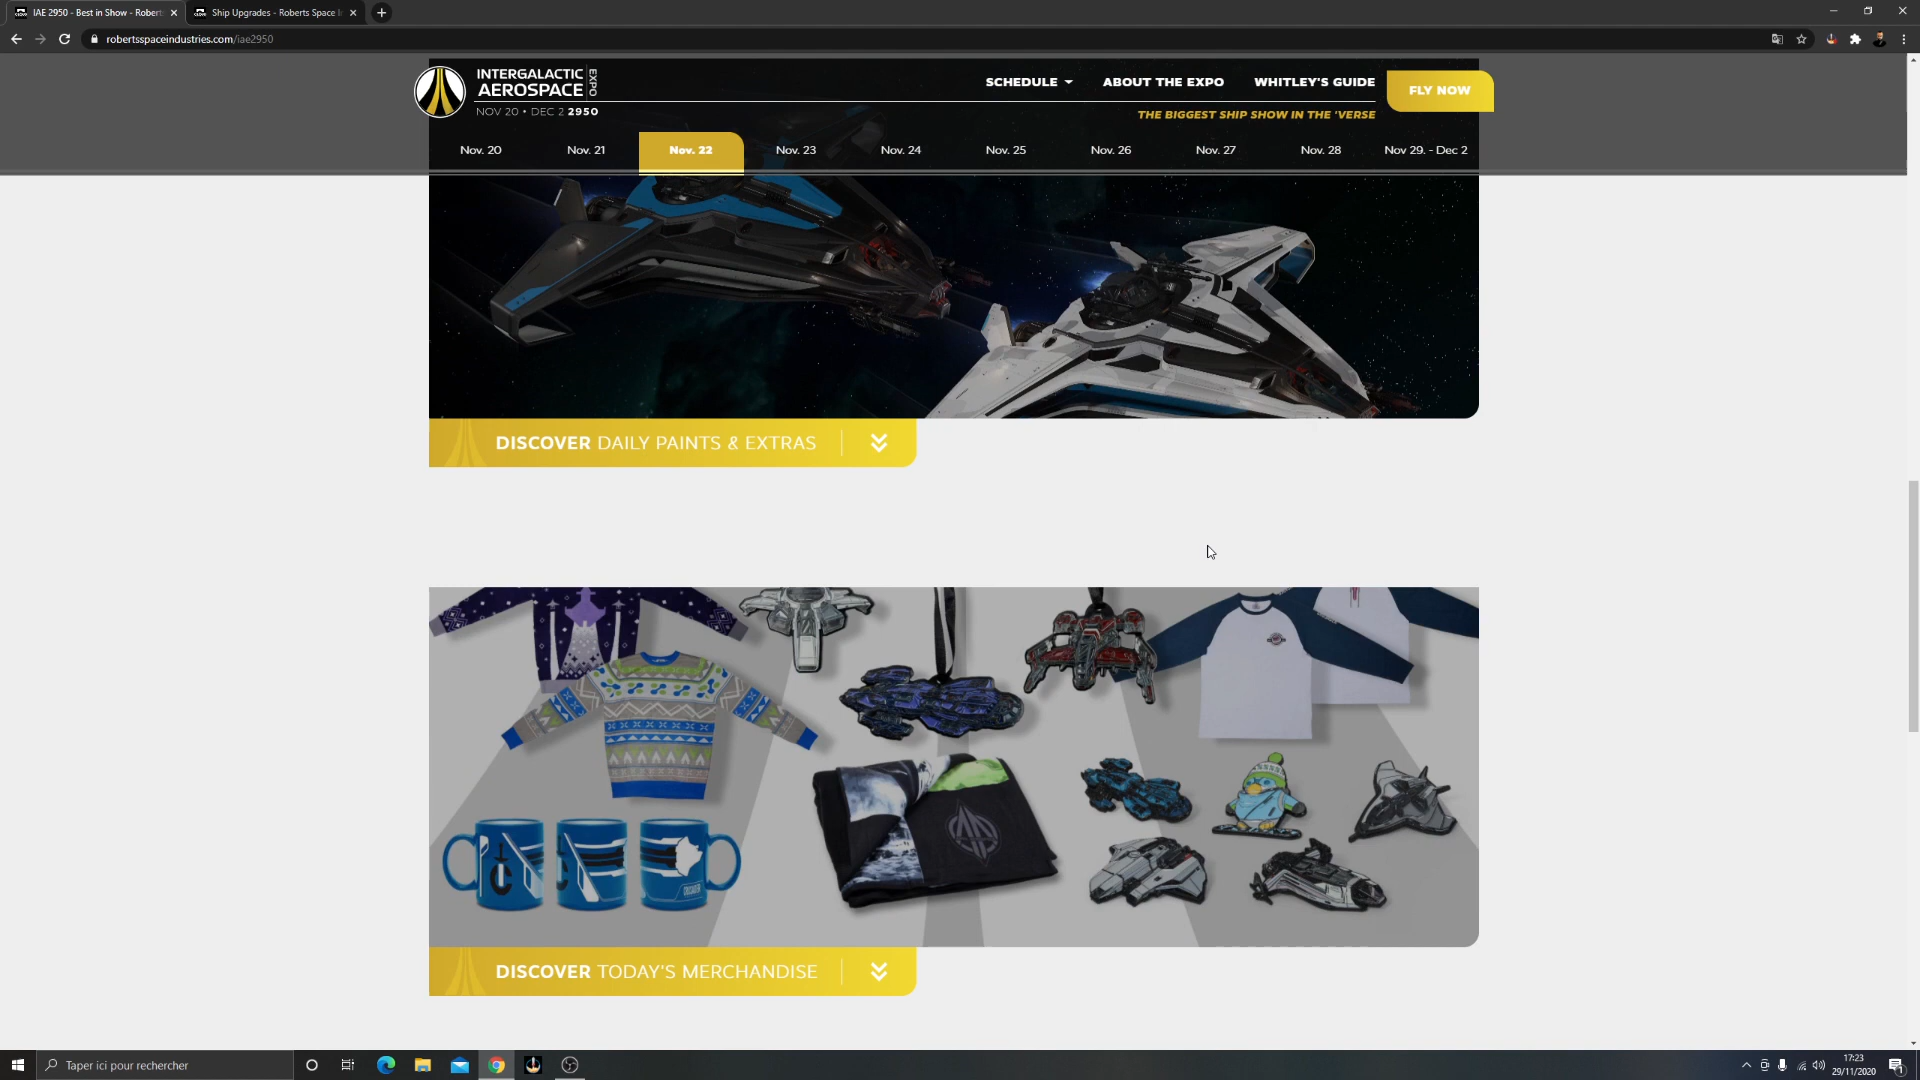 IAE 2950 - Best in Show - Robert
Ship Upgrades - Roberts Space I
robertsspaceindustries.com/iae2950
INTERGALACTIC
AEROSPACE
EXPO
NOV 20 • DEC 2 2950
SCHEDULE
ABOUT THE EXPO
WHITLEY'S GUIDE
FLY NOW
THE BIGGEST SHIP SHOW IN THE 'VERSE
Nov. 20
Nov. 21
Nov. 22
Nov. 23
Nov. 24
Nov. 25
Nov. 26
Nov. 27
Nov. 28
Nov 29. - Dec 2
DISCOVER DAILY PAINTS & EXTRAS
CRUSADER
DISCOVER TODAY'S MERCHANDISE
Taper ici pour rechercher
17:23
29/11/2020